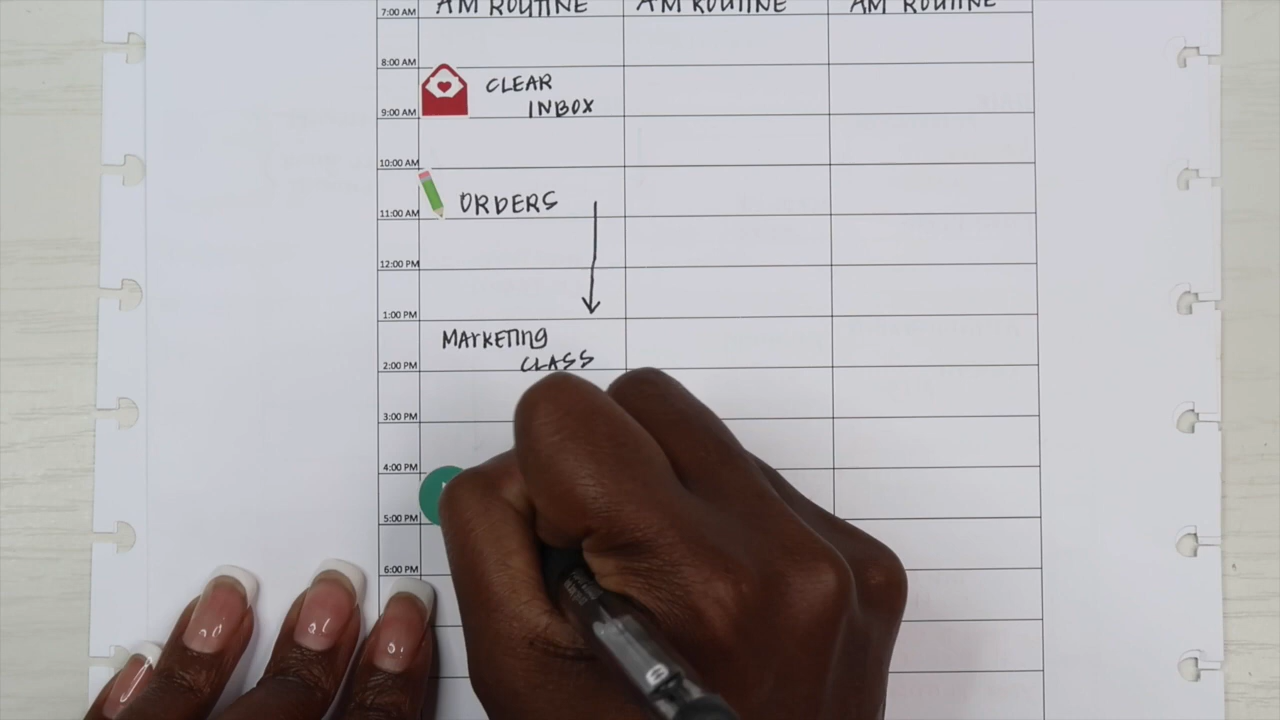 AM ROUTINE AM ROUTINE AM ROUTINE
7:00 AM
8:00 AM
CLEAR
INBOX
9:00 AM
10:00 AM
ORDERS
11:00 AM
12:00 PM
1:00 PM
MARKETING
CLASS
2:00 PM
3:00 PM
4:00 PM
5:00 PM
6:00 PM